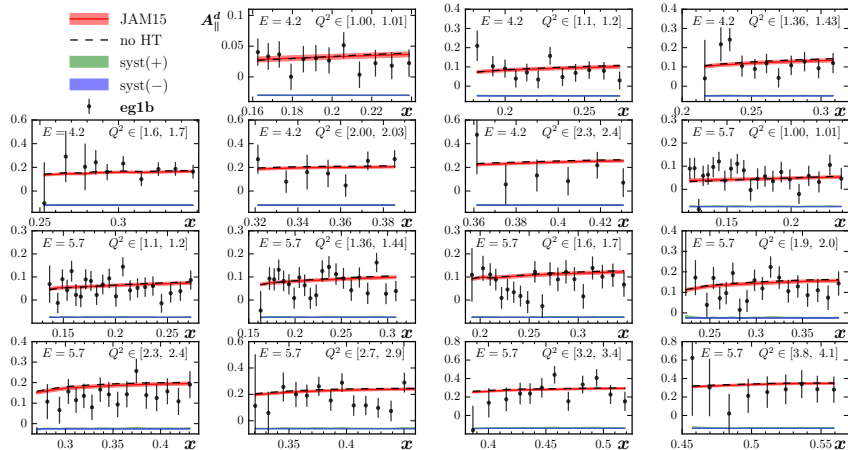 JAM15
no HT
syst(+)
syst(−)
eg1b
A∥^d
E = 4.2 Q² ∈ [1.00, 1.01]
0.1
0.05
0
0.16 0.18 0.2 0.22 x
E = 4.2 Q² ∈ [1.1, 1.2]
0.3
0.2
0.1
0
0.2 0.25 x
E = 4.2 Q² ∈ [1.36, 1.43]
0.4
0.2
0
0.2 0.25 0.3 x
E = 4.2 Q² ∈ [1.6, 1.7]
0.6
0.4
0.2
0
0.25 0.3 x
E = 4.2 Q² ∈ [2.00, 2.03]
0.6
0.4
0.2
0
0.32 0.34 0.36 0.38 x
E = 4.2 Q² ∈ [2.3, 2.4]
0.6
0.4
0.2
0
0.36 0.38 0.4 0.42 x
E = 5.7 Q² ∈ [1.00, 1.01]
0.3
0.2
0.1
0
0.15 0.2 x
E = 5.7 Q² ∈ [1.1, 1.2]
0.3
0.2
0.1
0
0.15 0.2 0.25 x
E = 5.7 Q² ∈ [1.36, 1.44]
0.3
0.2
0.1
0
0.15 0.2 0.25 0.3 x
E = 5.7 Q² ∈ [1.6, 1.7]
0.3
0.2
0.1
0
0.2 0.25 0.3 x
E = 5.7 Q² ∈ [1.9, 2.0]
0.4
0.2
0
0.25 0.3 0.35 x
E = 5.7 Q² ∈ [2.3, 2.4]
0.4
0.3
0.2
0.1
0
0.3 0.35 0.4 x
E = 5.7 Q² ∈ [2.7, 2.9]
0.6
0.4
0.2
0
0.35 0.4 x
E = 5.7 Q² ∈ [3.2, 3.4]
0.8
0.6
0.4
0.2
0
0.4 0.45 0.5 x
E = 5.7 Q² ∈ [3.8, 4.1]
0.8
0.6
0.4
0.2
0
0.45 0.5 0.55 x